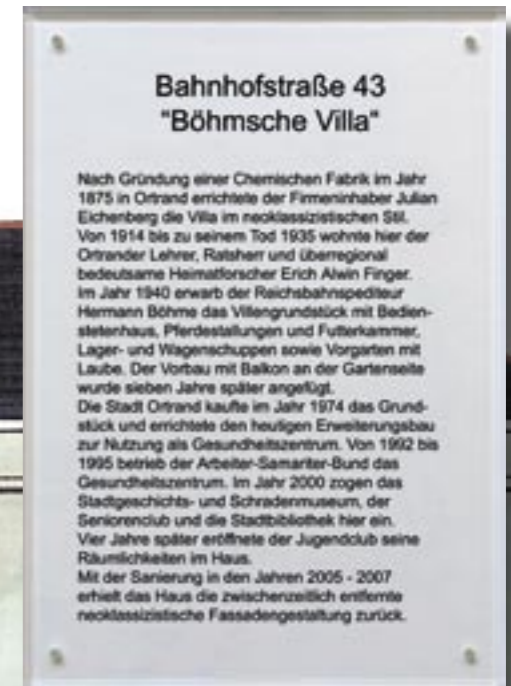 Bahnhofstraße 43
"Böhmsche Villa"
Nach Gründung einer Chemischen Fabrik im Jahr
1875 in Ortrand errichtete der Firmeninhaber Julian
Eichenberg die Villa im neoklassizistischen Stil.
Von 1914 bis zu seinem Tod 1935 wohnte hier der
Ortrander Lehrer, Ratsherr und überregional
bedeutsame Heimatforscher Erich Alwin Finger.
Im Jahr 1940 erwarb der Reichsbahnspediteur
Hermann Böhme das Villengrundstück mit Bedien-
stetenhaus, Pferdestallungen und Futterkammer,
Lager- und Wagenschuppen sowie Vorgarten mit
Laube. Der Vorbau mit Balkon an der Gartenseite
wurde sieben Jahre später angefügt.
Die Stadt Ortrand kaufte im Jahr 1974 das Grund-
stück und errichtete den heutigen Erweiterungsbau
zur Nutzung als Gesundheitszentrum. Von 1992 bis
1995 betrieb der Arbeiter-Samariter-Bund das
Gesundheitszentrum. Im Jahr 2000 zogen das
Stadtgeschichts- und Schradenmuseum, der
Seniorenclub und die Stadtbibliothek hier ein.
Vier Jahre später eröffnete der Jugendclub seine
Räumlichkeiten im Haus.
Mit der Sanierung in den Jahren 2005 - 2007
erhielt das Haus die zwischenzeitlich entfernte
neoklassizistische Fassadengestaltung zurück.